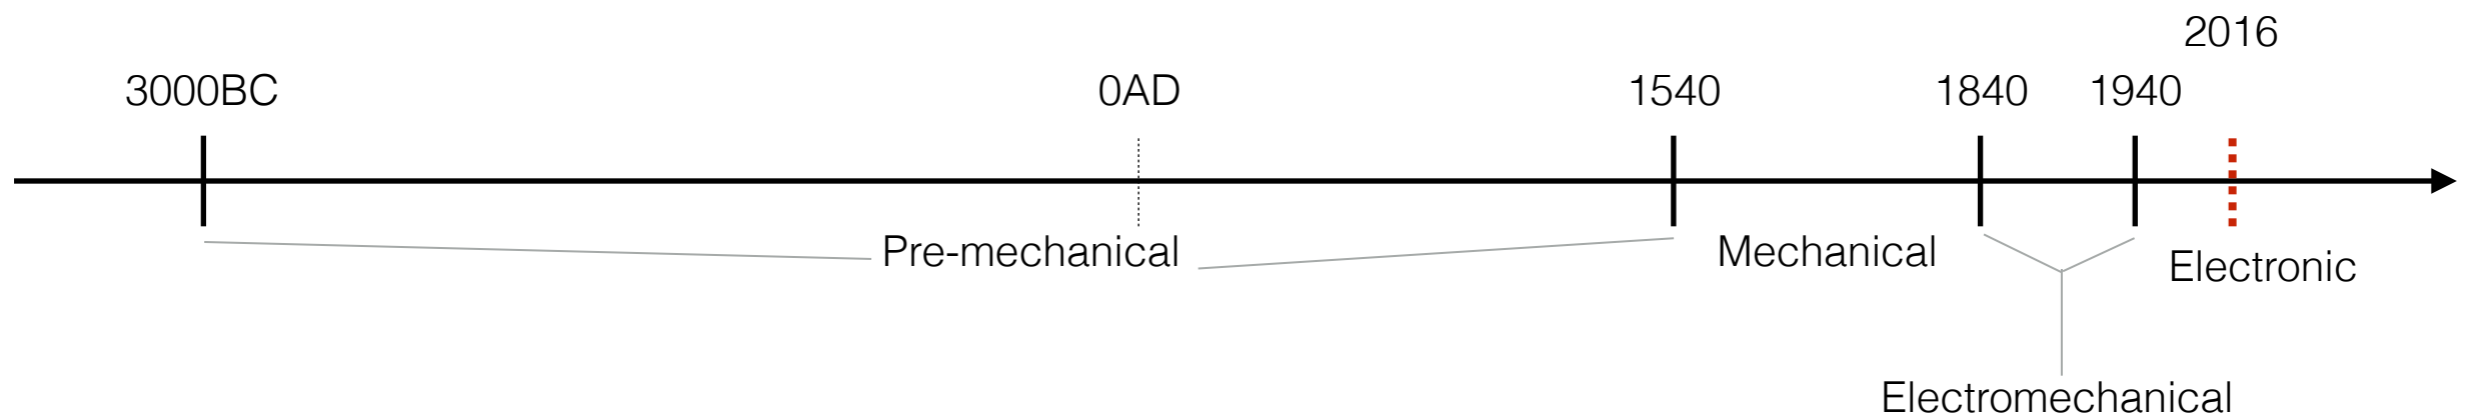 2016
3000BC
0AD
1540
1840
1940
Pre-mechanical
Mechanical
Electronic
Electromechanical